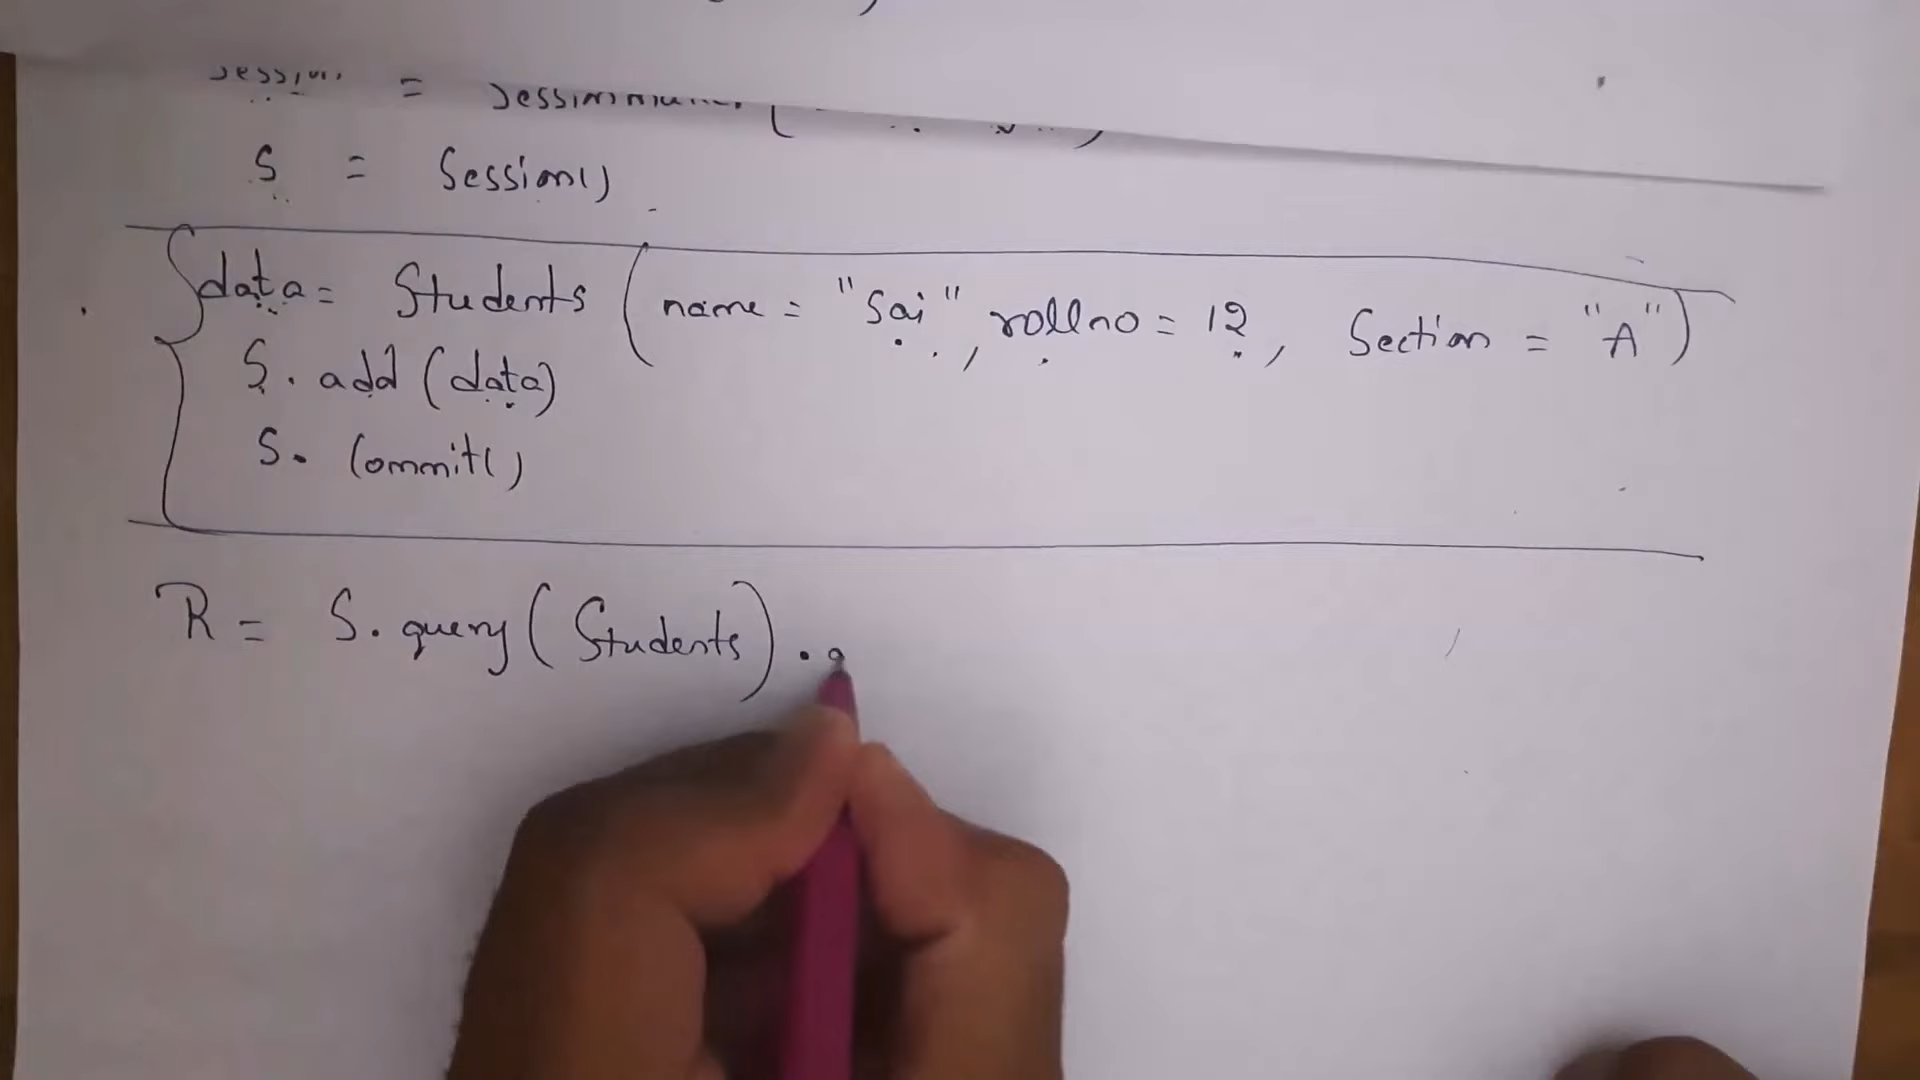 = 
S = Session()
data = Students (name = "Sai", rollno = 12, Section = "A")
S. add (data)
S. Commit()
R = S. query (Students) . a